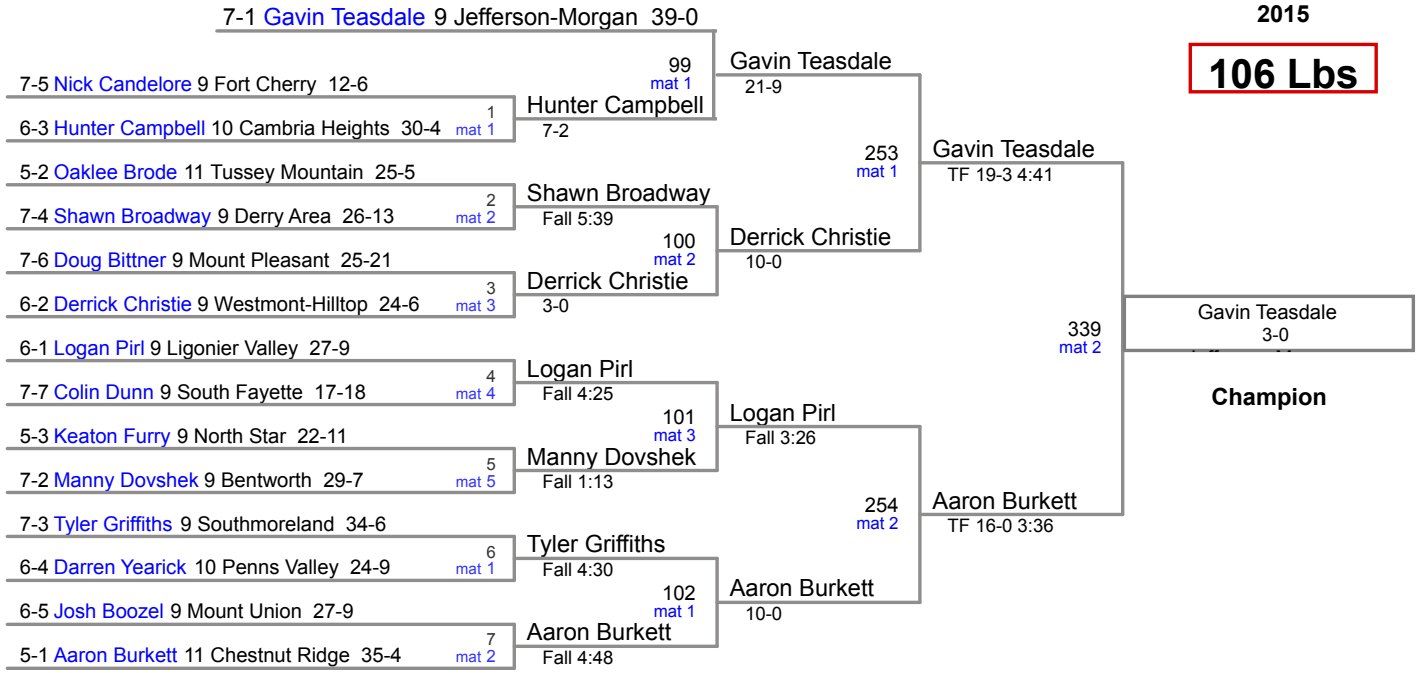 7-1 Gavin Teasdale 9 Jefferson-Morgan 39-0
2015
106 Lbs
99
mat 1
Gavin Teasdale
21-9
7-5 Nick Candelore 9 Fort Cherry 12-6
1
mat 1
Hunter Campbell
7-2
6-3 Hunter Campbell 10 Cambria Heights 30-4
253
mat 1
Gavin Teasdale
TF 19-3 4:41
5-2 Oaklee Brode 11 Tussey Mountain 25-5
2
mat 2
Shawn Broadway
Fall 5:39
7-4 Shawn Broadway 9 Derry Area 26-13
100
mat 2
Derrick Christie
10-0
7-6 Doug Bittner 9 Mount Pleasant 25-21
3
mat 3
Derrick Christie
3-0
6-2 Derrick Christie 9 Westmont-Hilltop 24-6
339
mat 2
Gavin Teasdale
3-0
Champion
6-1 Logan Pirl 9 Ligonier Valley 27-9
4
mat 4
Logan Pirl
Fall 4:25
7-7 Colin Dunn 9 South Fayette 17-18
101
mat 3
Logan Pirl
Fall 3:26
5-3 Keaton Furry 9 North Star 22-11
5
mat 5
Manny Dovshek
Fall 1:13
7-2 Manny Dovshek 9 Bentworth 29-7
254
mat 2
Aaron Burkett
TF 16-0 3:36
7-3 Tyler Griffiths 9 Southmoreland 34-6
6
mat 1
Tyler Griffiths
Fall 4:30
6-4 Darren Yearick 10 Penns Valley 24-9
102
mat 1
Aaron Burkett
10-0
6-5 Josh Boozel 9 Mount Union 27-9
7
mat 2
Aaron Burkett
Fall 4:48
5-1 Aaron Burkett 11 Chestnut Ridge 35-4